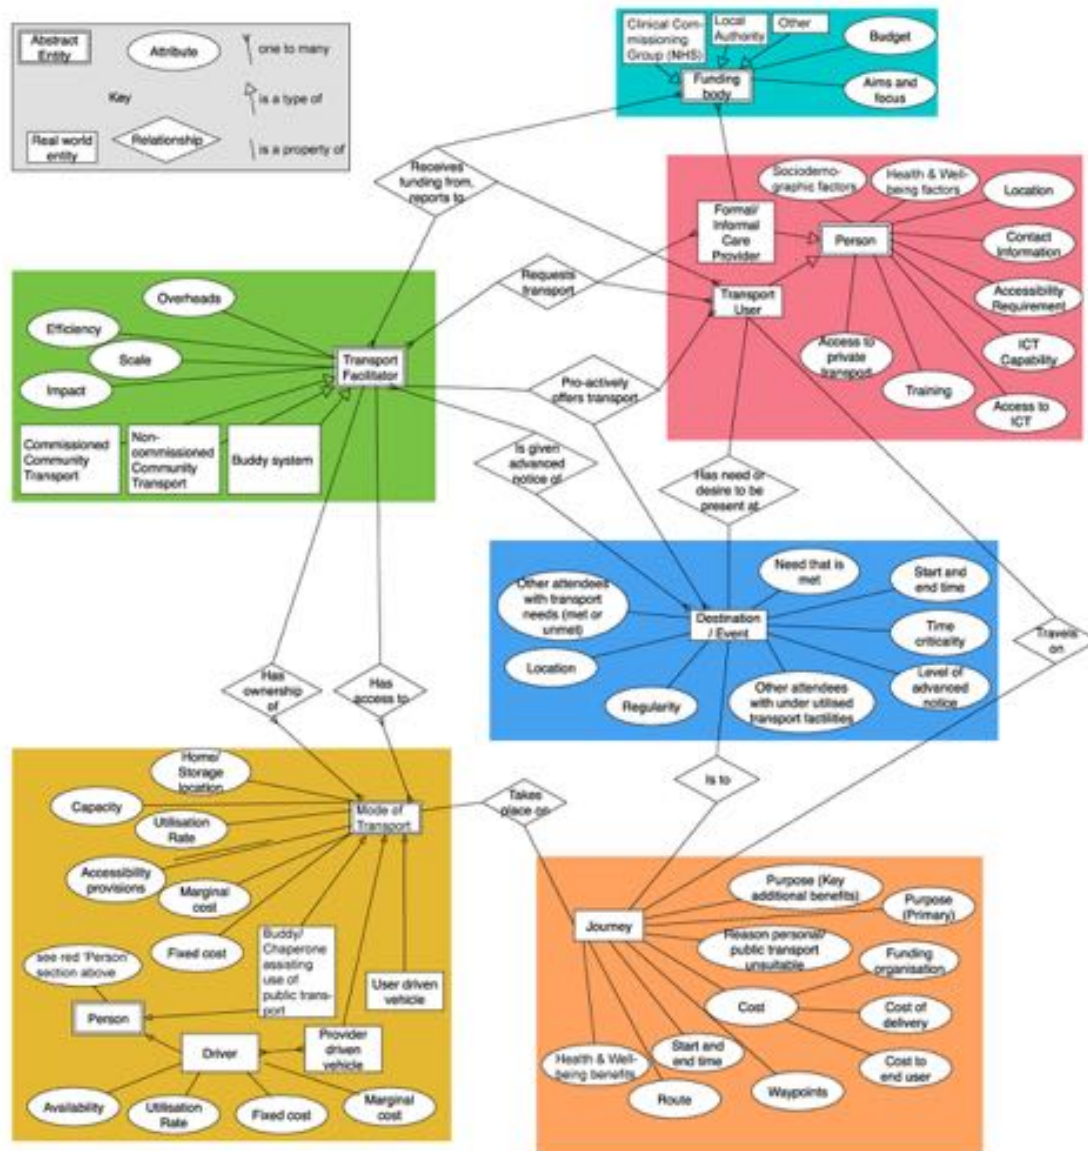 Abstract
Entity
Attribute
one to many
Key
is a type of
Real world
entity
Relationship
is a property of
Clinical Com-
missioning
Group (NHS)
Local
Authority
Other
Budget
Funding
body
Aims and
focus
Receives
funding from,
reports to
Sociodemo-
graphic factors
Health & Well-
being factors
Location
Formal/
Informal
Care
Provider
Person
Contact
Information
Requests
transport
Transport
User
Accessibility
Requirement
Access to
private
transport
ICT
Capability
Training
Access to
ICT
Overheads
Efficiency
Scale
Impact
Transport
Facilitator
Commissioned
Community
Transport
Non-
commissioned
Community
Transport
Buddy system
Pro-actively
offers transport
Is given
advanced
notice of
Has need or
desire to be
present at
Other attendees
with transport
needs (met or
unmet)
Need that is
met
Start and
end time
Destination
/ Event
Time
criticality
Location
Regularity
Other attendees
with under utilised
transport factilities
Level of
advanced
notice
Travels
on
Has
ownership
of
Has
access to
Is to
Takes
place on
Home/
Storage
location
Capacity
Utilisation
Rate
Mode of
Transport
Accessibility
provisions
Marginal
cost
Fixed cost
Buddy/
Chaperone
assisting
use of
public trans-
port
User driven
vehicle
see red 'Person'
section above
Person
Driver
Provider
driven
vehicle
Availability
Utilisation
Rate
Fixed cost
Marginal
cost
Journey
Purpose (Key
additional benefits)
Purpose
(Primary)
Reason personal/
public transport
unsuitable
Funding
organisation
Cost
Cost of
delivery
Cost to
end user
Health & Well-
being benefits
Start and
end time
Route
Waypoints